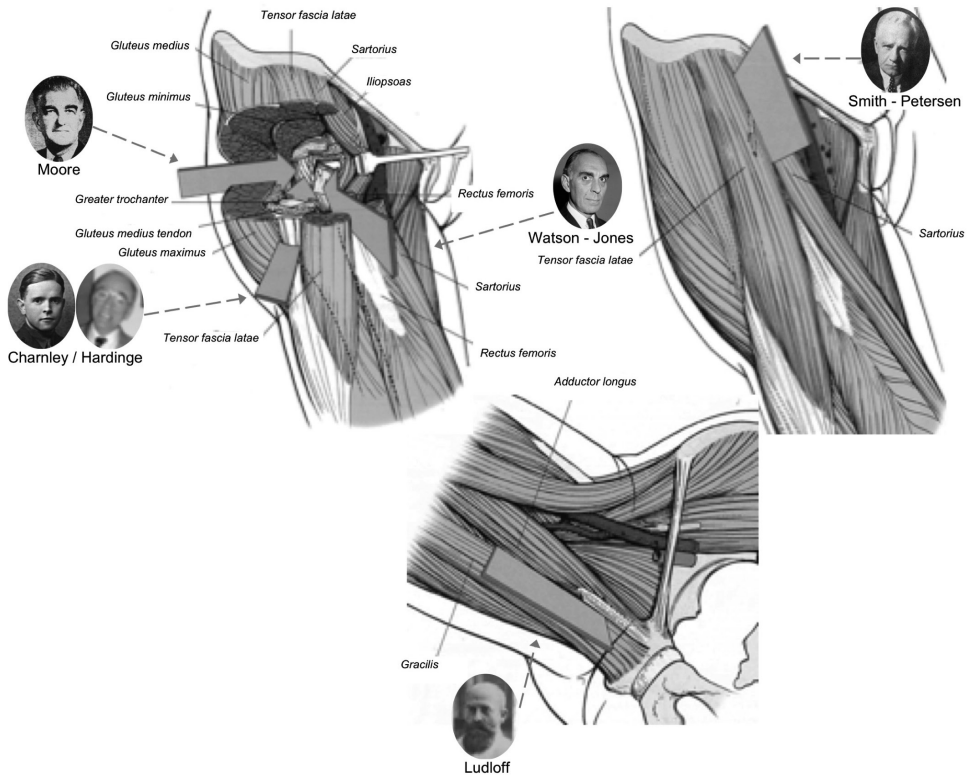 Tensor fascia latae
Gluteus medius
Sartorius
Iliopsoas
Gluteus minimus
Moore
Greater trochanter
Rectus femoris
Gluteus medius tendon
Gluteus maximus
Watson - Jones
Sartorius
Charnley / Hardinge
Tensor fascia latae
Rectus femoris
Smith - Petersen
Sartorius
Tensor fascia latae
Adductor longus
Gracilis
Ludloff